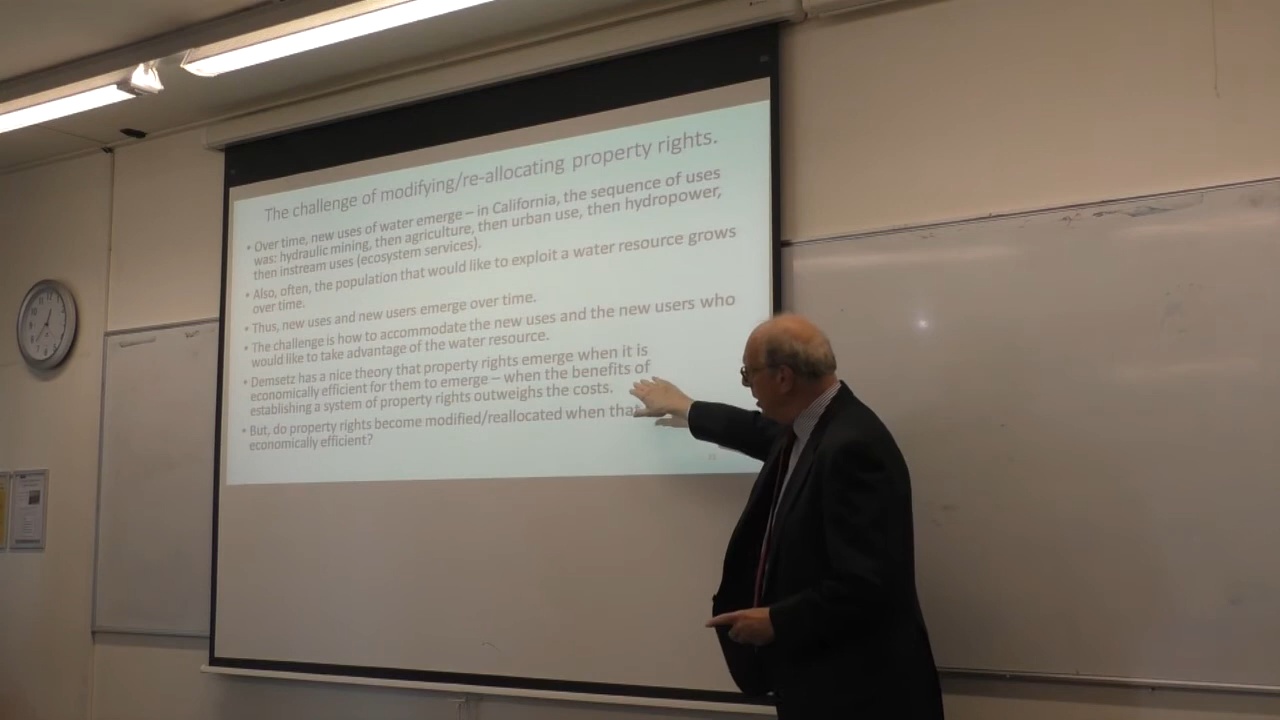 The challenge of modifying/re-allocating property rights.
• Over time, new uses of water emerge – in California, the sequence of uses
was: hydraulic mining, then agriculture, then urban use, then hydropower,
then instream uses (ecosystem services).
• Also, often, the population that would like to exploit a water resource grows
over time.
• Thus, new uses and new users emerge over time.
• The challenge is how to accommodate the new uses and the new users who
would like to take advantage of the water resource.
• Demsetz has a nice theory that property rights emerge when it is
economically efficient for them to emerge – when the benefits of
establishing a system of property rights outweighs the costs.
• But, do property rights become modified/reallocated when that
economically efficient?